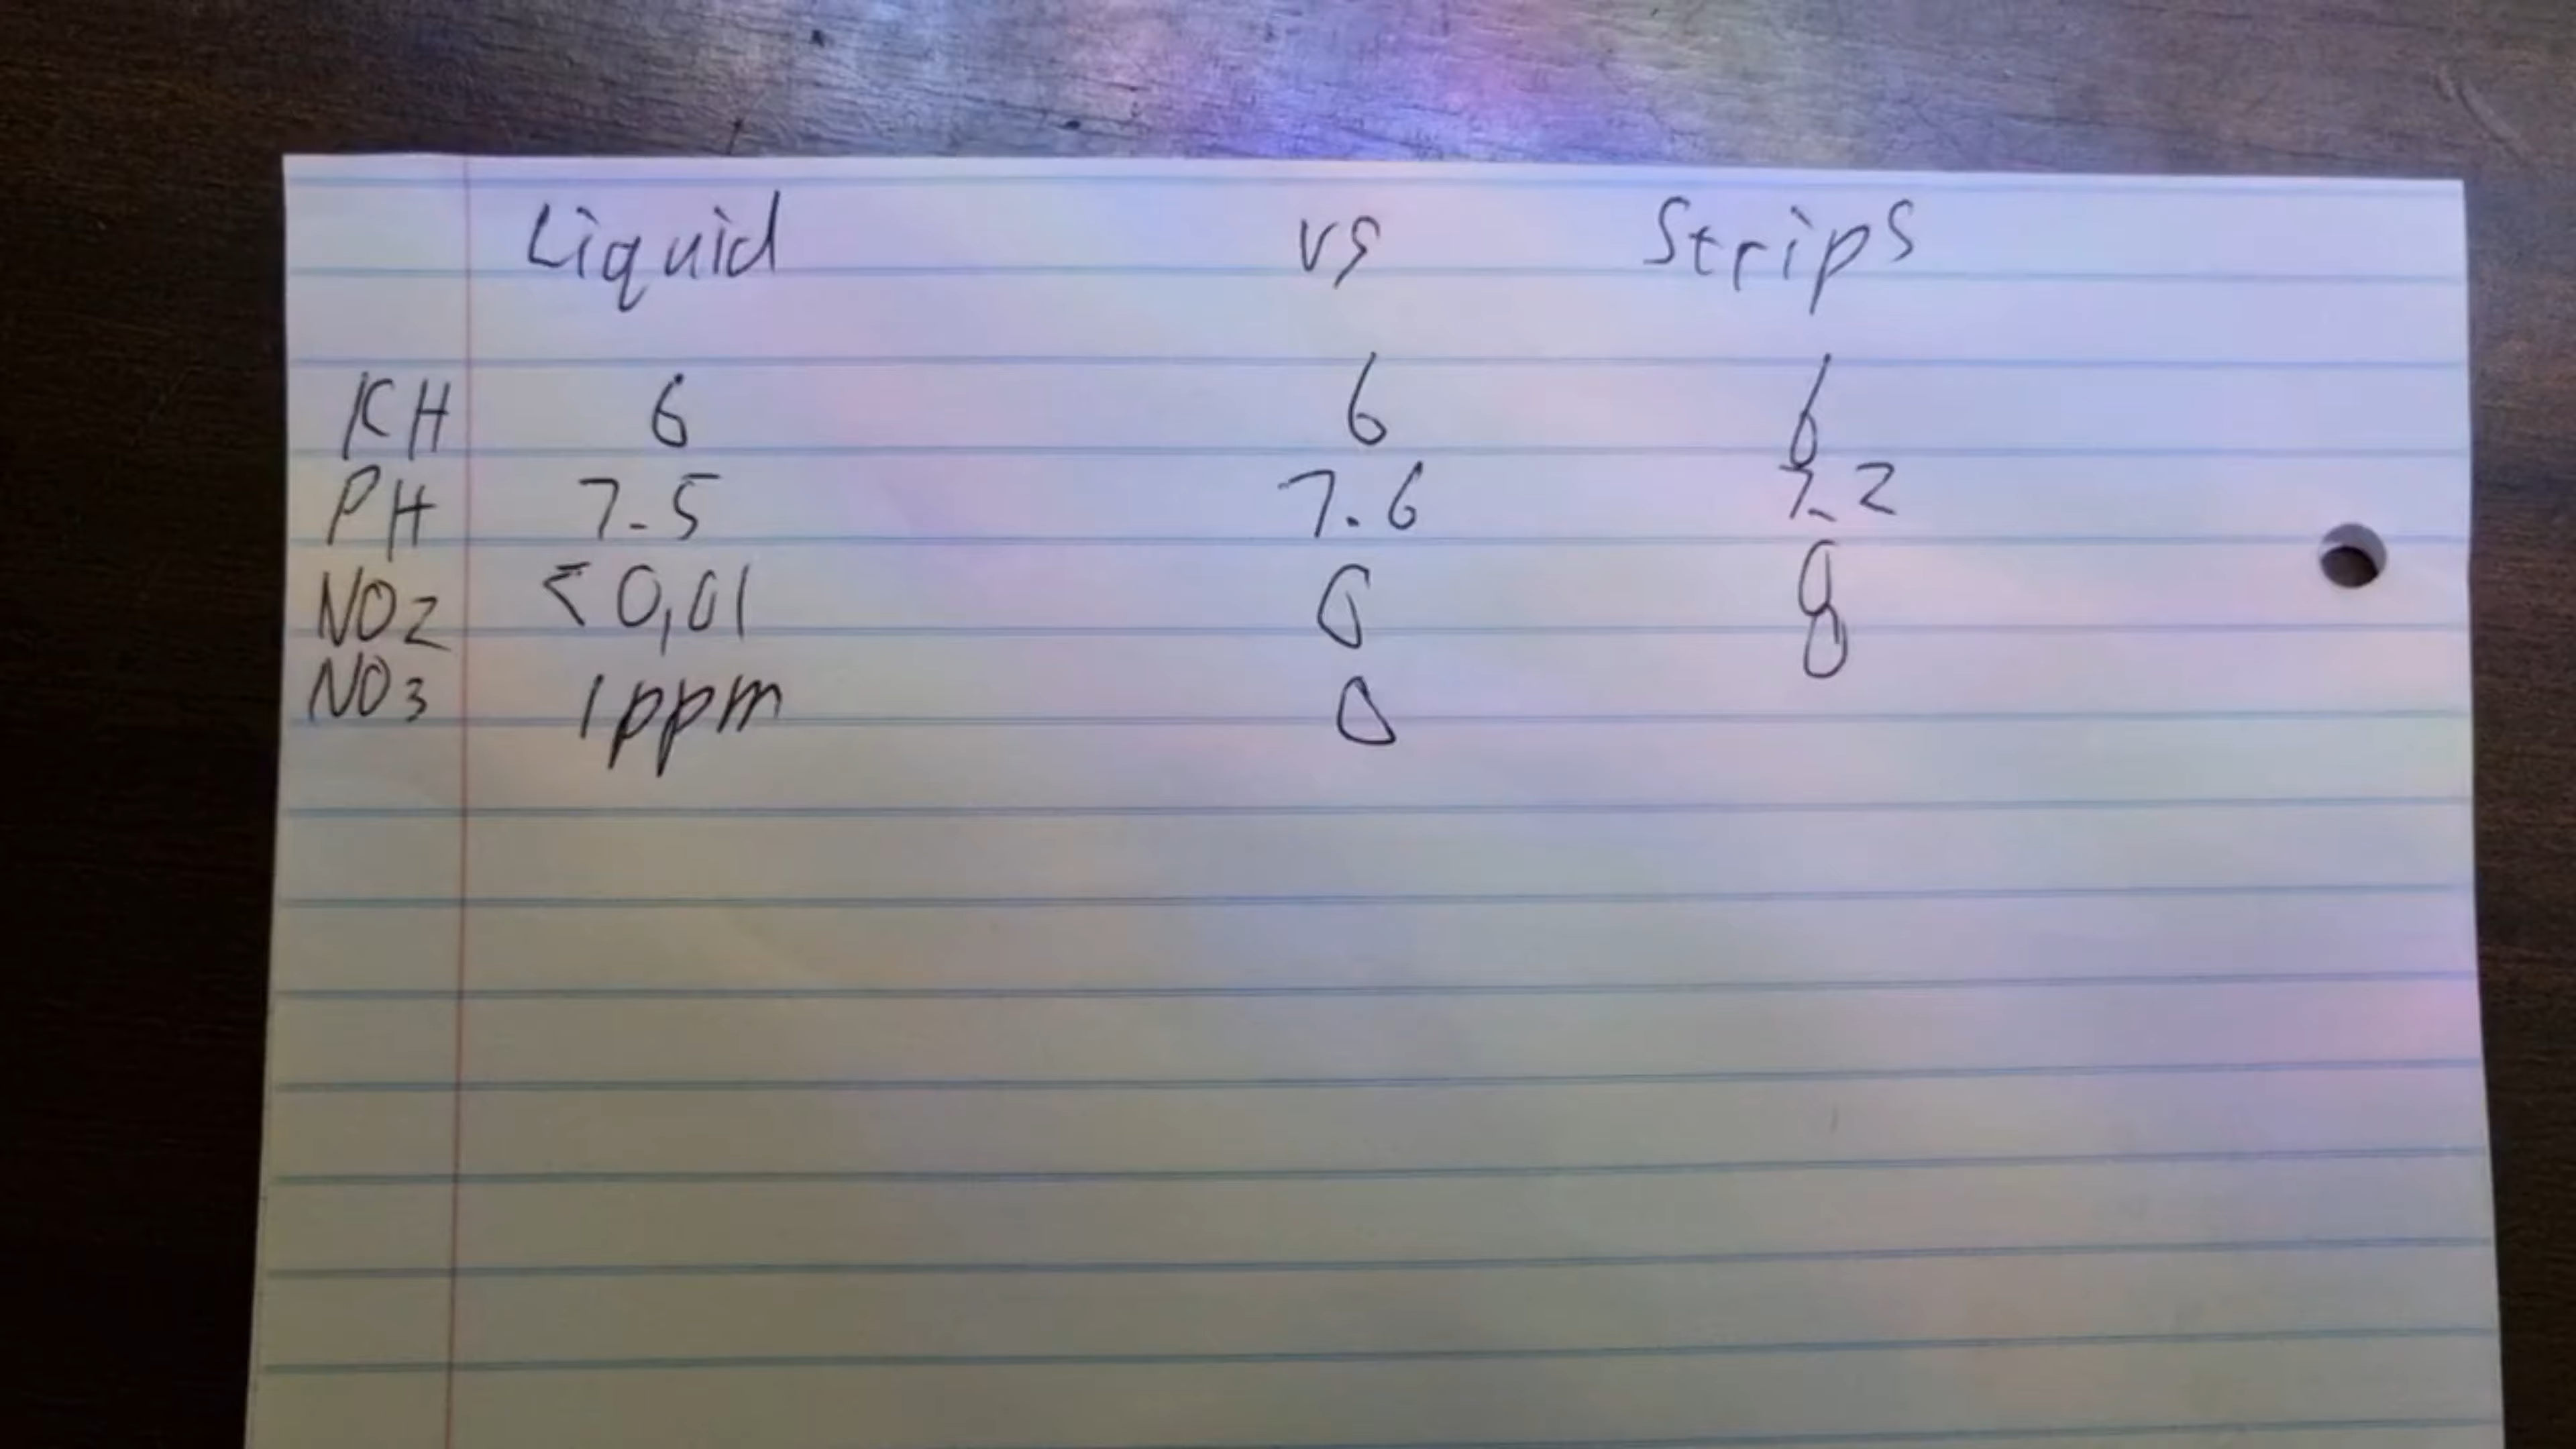 Liquid vs Strips
KH 6 6 6
PH 7.5 7.6 7.2
NO2 ≤0,01 0 0
NO3 1ppm 0 0